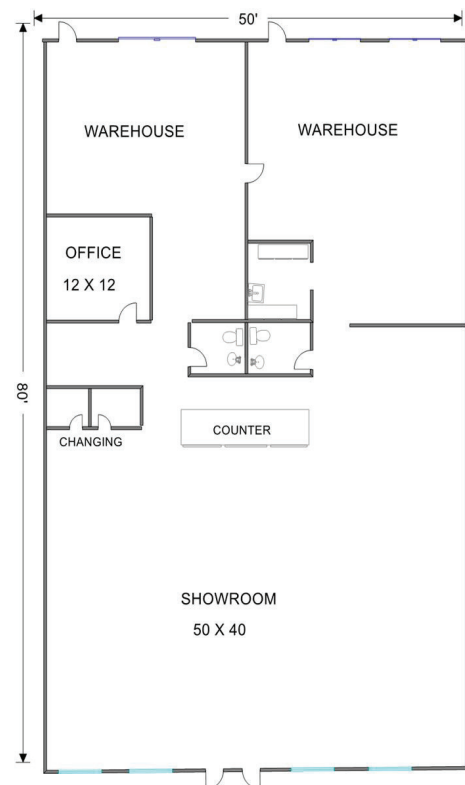 50'
WAREHOUSE
WAREHOUSE
OFFICE
12 X 12
80'
COUNTER
CHANGING
SHOWROOM
50 X 40